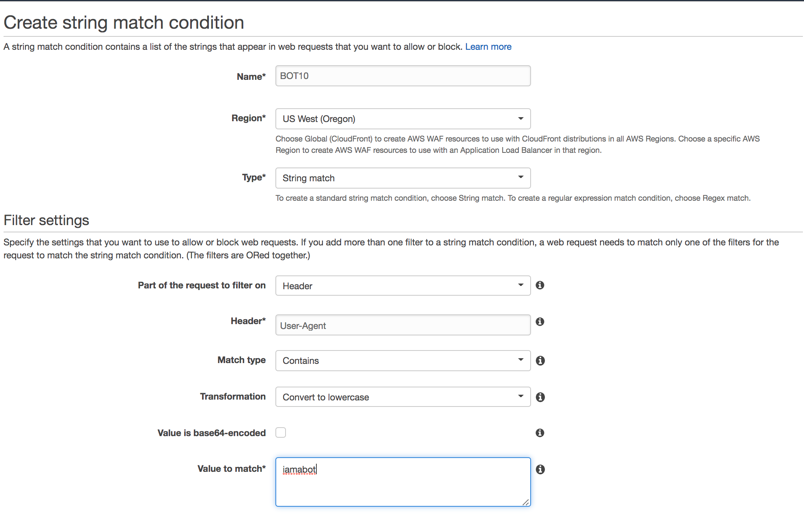 Create string match condition
A string match condition contains a list of the strings that appear in web requests that you want to allow or block. Learn more
Name* BOT10
Region* US West (Oregon)
Choose Global (CloudFront) to create AWS WAF resources to use with CloudFront distributions in all AWS Regions. Choose a specific AWS
Region to create AWS WAF resources to use with an Application Load Balancer in that region.
Type* String match
To create a standard string match condition, choose String match. To create a regular expression match condition, choose Regex match.
Filter settings
Specify the settings that you want to use to allow or block web requests. If you add more than one filter to a string match condition, a web request needs to match only one of the filters for the
request to match the string match condition. (The filters are ORed together.)
Part of the request to filter on Header
Header* User-Agent
Match type Contains
Transformation Convert to lowercase
Value is base64-encoded
Value to match* iamabot